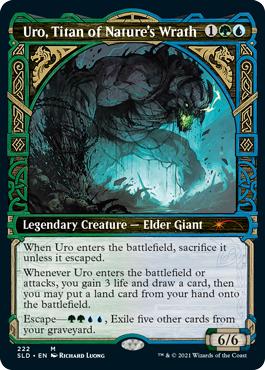 Uro, Titan of Nature's Wrath 1
Legendary Creature — Elder Giant
When Uro enters the battlefield, sacrifice it
unless it escaped.
Whenever Uro enters the battlefield or
attacks, you gain 3 life and draw a card, then
you may put a land card from your hand onto
the battlefield.
Escape—, Exile five other cards from
your graveyard.
6/6
222 M
SLD • EN RICHARD LUONG ™ & © 2021 Wizards of the Coast